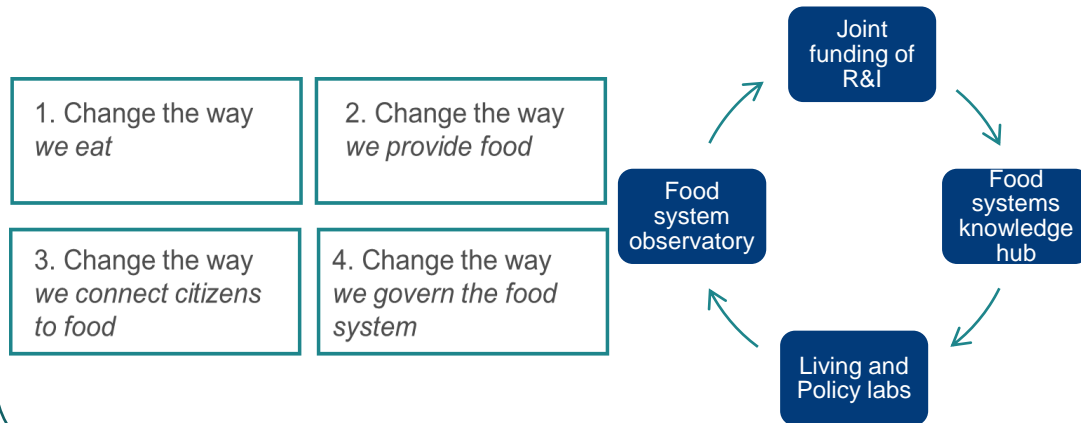 1. Change the way
we eat
2. Change the way
we provide food
3. Change the way
we connect citizens
to food
4. Change the way
we govern the food
system
Joint
funding of
R&I
Food
systems
knowledge
hub
Living and
Policy labs
Food
system
observatory